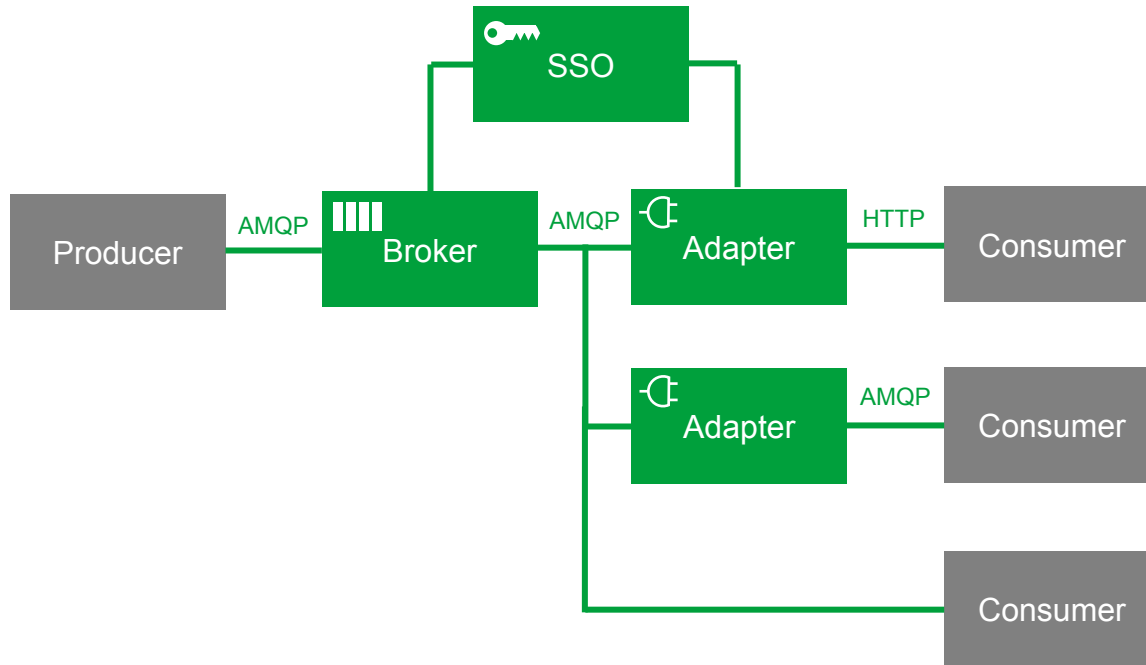 SSO
Producer
AMQP
Broker
AMQP
Adapter
HTTP
Consumer
Adapter
AMQP
Consumer
Consumer